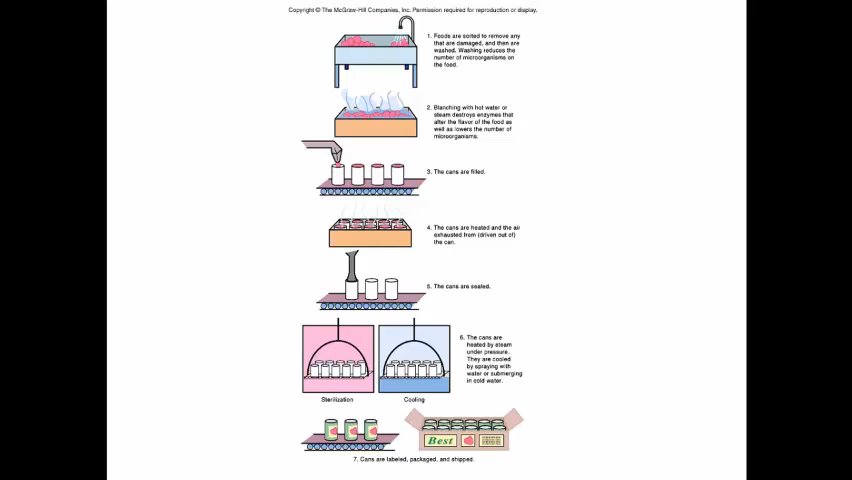 Copyright © The McGraw-Hill Companies, Inc. Permission required for reproduction or display.
1. Foods are sorted to remove any
that are damaged, and then are
washed. Washing reduces the
number of microorganisms on
the food.
2. Blanching with hot water or
steam destroys enzymes that
alter the flavor of the food as
well as lowers the number of
microorganisms.
3. The cans are filled.
4. The cans are heated and the air
exhausted from (driven out of)
the can.
5. The cans are sealed.
6. The cans are
heated by steam
under pressure.
They are cooled
by spraying with
water or submerging
in cold water.
Sterilization
Cooling
Best
7. Cans are labeled, packaged, and shipped.